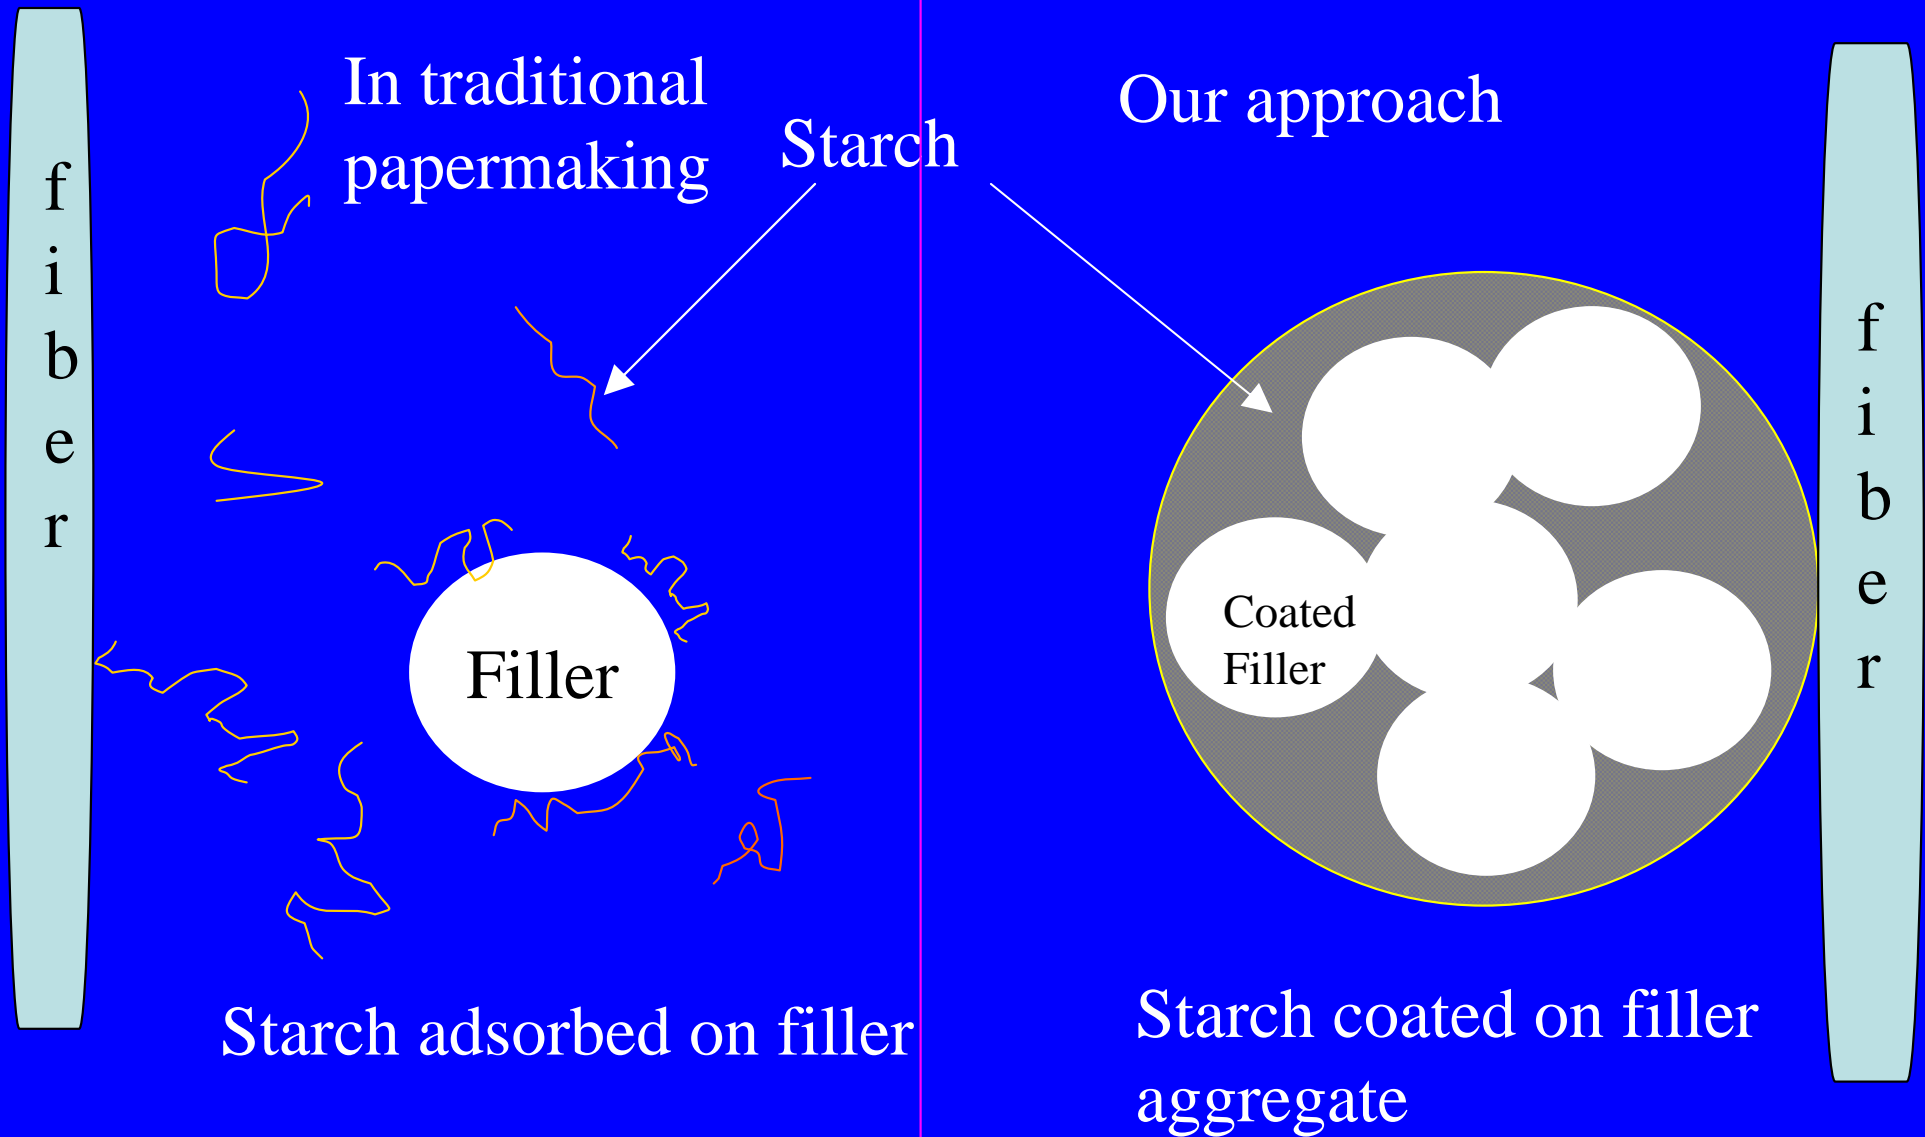 In traditional
papermaking
Starch
Our approach
f
i
b
e
r
Filler
Starch adsorbed on filler
Coated
Filler
f
i
b
e
r
Starch coated on filler
aggregate